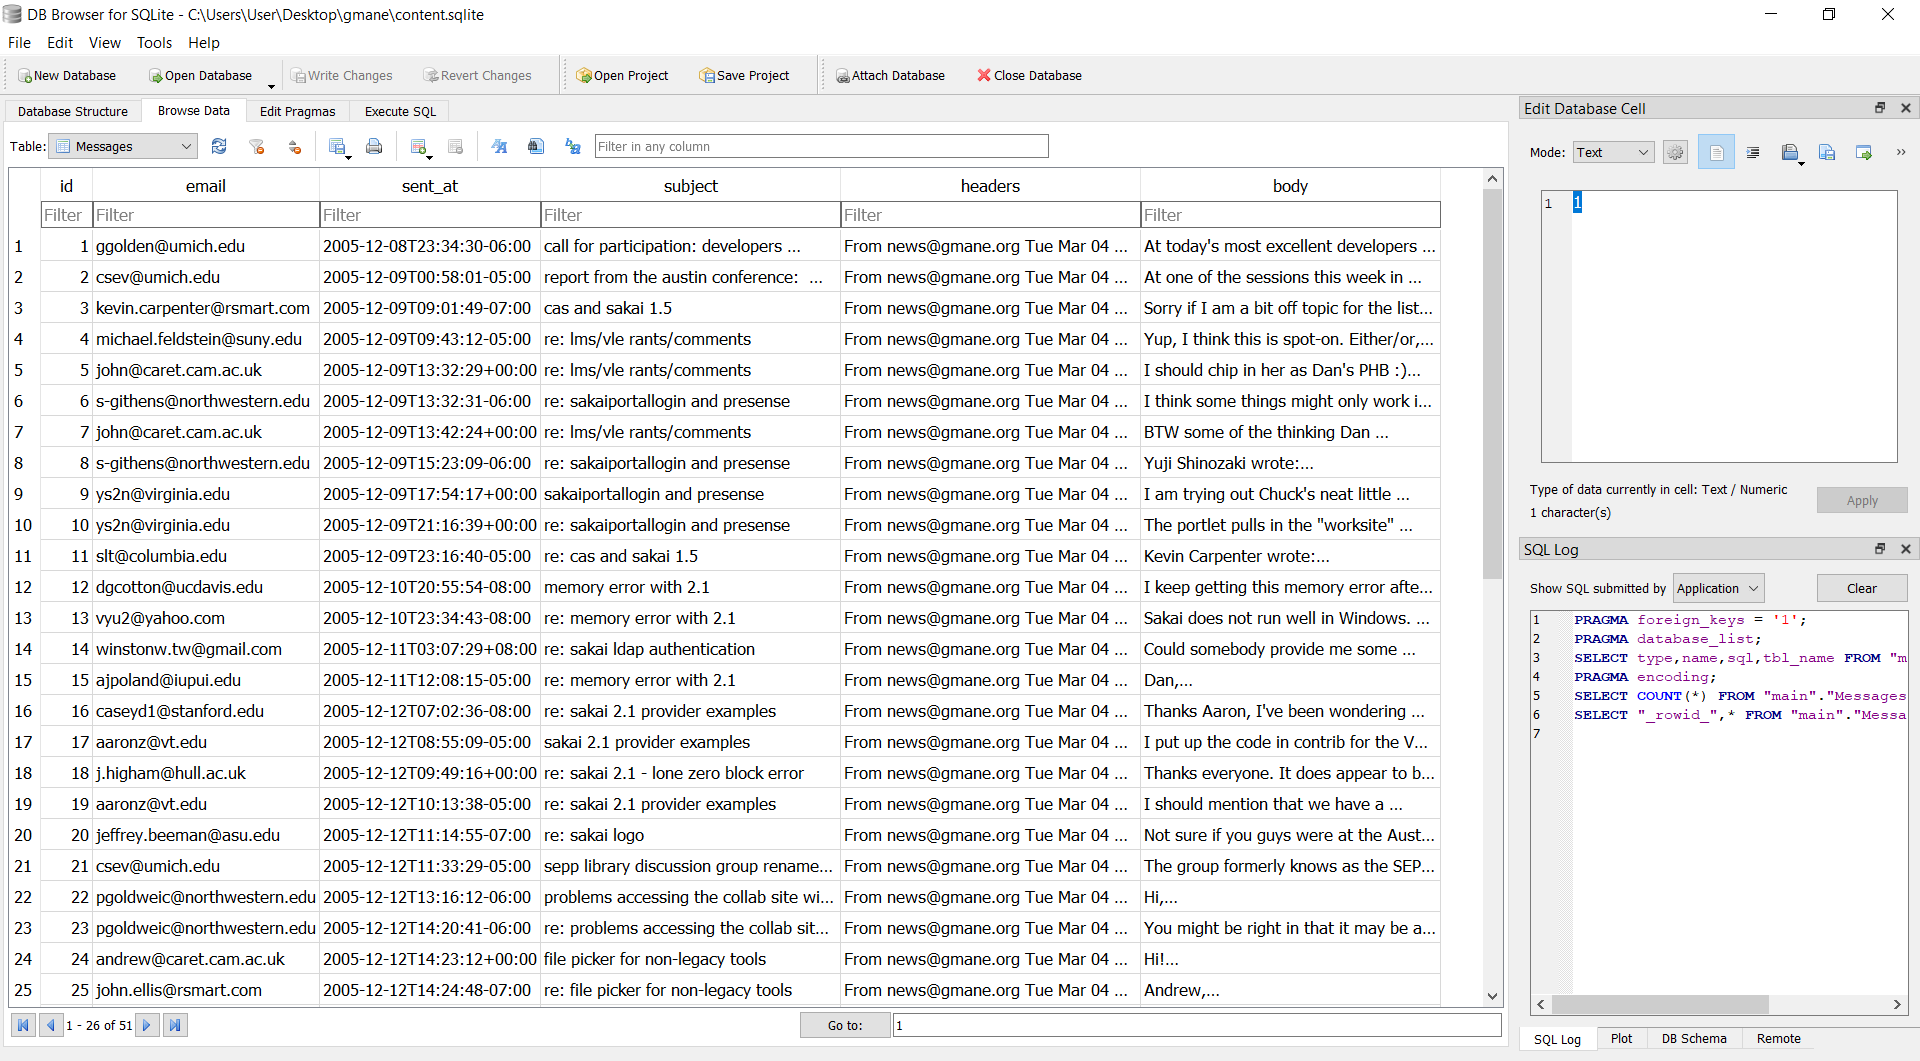 DB Browser for SQLite - C:\Users\User\Desktop\gmane\content.sqlite
File Edit View Tools Help
New Database Open Database Write Changes Revert Changes Open Project Save Project Attach Database Close Database
Database Structure Browse Data Edit Pragmas Execute SQL
Table: Messages Filter in any column
id email sent_at subject headers body
Filter Filter Filter Filter Filter Filter
1 1 ggolden@umich.edu 2005-12-08T23:34:30-06:00 call for participation: developers ... From news@gmane.org Tue Mar 04 ... At today's most excellent developers ...
2 2 csev@umich.edu 2005-12-09T00:58:01-05:00 report from the austin conference: ... From news@gmane.org Tue Mar 04 ... At one of the sessions this week in ...
3 3 kevin.carpenter@rsmart.com 2005-12-09T09:01:49-07:00 cas and sakai 1.5 From news@gmane.org Tue Mar 04 ... Sorry if I am a bit off topic for the list...
4 4 michael.feldstein@suny.edu 2005-12-09T09:43:12-05:00 re: lms/vle rants/comments From news@gmane.org Tue Mar 04 ... Yup, I think this is spot-on. Either/or,...
5 5 john@caret.cam.ac.uk 2005-12-09T13:32:29+00:00 re: lms/vle rants/comments From news@gmane.org Tue Mar 04 ... I should chip in her as Dan's PHB :)...
6 6 s-githens@northwestern.edu 2005-12-09T13:32:31-06:00 re: sakaiportallogin and presense From news@gmane.org Tue Mar 04 ... I think some things might only work i...
7 7 john@caret.cam.ac.uk 2005-12-09T13:42:24+00:00 re: lms/vle rants/comments From news@gmane.org Tue Mar 04 ... BTW some of the thinking Dan ...
8 8 s-githens@northwestern.edu 2005-12-09T15:23:09-06:00 re: sakaiportallogin and presense From news@gmane.org Tue Mar 04 ... Yuji Shinozaki wrote:...
9 9 ys2n@virginia.edu 2005-12-09T17:54:17+00:00 sakaiportallogin and presense From news@gmane.org Tue Mar 04 ... I am trying out Chuck's neat little ...
10 10 ys2n@virginia.edu 2005-12-09T21:16:39+00:00 re: sakaiportallogin and presense From news@gmane.org Tue Mar 04 ... The portlet pulls in the "worksite" ...
11 11 slt@columbia.edu 2005-12-09T23:16:40-05:00 re: cas and sakai 1.5 From news@gmane.org Tue Mar 04 ... Kevin Carpenter wrote:...
12 12 dgcotton@ucdavis.edu 2005-12-10T20:55:54-08:00 memory error with 2.1 From news@gmane.org Tue Mar 04 ... I keep getting this memory error afte...
13 13 vyu2@yahoo.com 2005-12-10T23:34:43-08:00 re: memory error with 2.1 From news@gmane.org Tue Mar 04 ... Sakai does not run well in Windows. ...
14 14 winstonw.tw@gmail.com 2005-12-11T03:07:29+08:00 re: sakai ldap authentication From news@gmane.org Tue Mar 04 ... Could somebody provide me some ...
15 15 ajpoland@iupui.edu 2005-12-11T12:08:15-05:00 re: memory error with 2.1 From news@gmane.org Tue Mar 04 ... Dan,...
16 16 caseyd1@stanford.edu 2005-12-12T07:02:36-08:00 re: sakai 2.1 provider examples From news@gmane.org Tue Mar 04 ... Thanks Aaron, I've been wondering ...
17 17 aaronz@vt.edu 2005-12-12T08:55:09-05:00 sakai 2.1 provider examples From news@gmane.org Tue Mar 04 ... I put up the code in contrib for the V...
18 18 j.higham@hull.ac.uk 2005-12-12T09:49:16+00:00 re: sakai 2.1 - lone zero block error From news@gmane.org Tue Mar 04 ... Thanks everyone. It does appear to b...
19 19 aaronz@vt.edu 2005-12-12T10:13:38-05:00 re: sakai 2.1 provider examples From news@gmane.org Tue Mar 04 ... I should mention that we have a ...
20 20 jeffrey.beeman@asu.edu 2005-12-12T11:14:55-07:00 re: sakai logo From news@gmane.org Tue Mar 04 ... Not sure if you guys were at the Aust...
21 21 csev@umich.edu 2005-12-12T11:33:29-05:00 sepp library discussion group rename... From news@gmane.org Tue Mar 04 ... The group formerly knows as the SEP...
22 22 pgoldweic@northwestern.edu 2005-12-12T13:16:12-06:00 problems accessing the collab site wi... From news@gmane.org Tue Mar 04 ... Hi,...
23 23 pgoldweic@northwestern.edu 2005-12-12T14:20:41-06:00 re: problems accessing the collab sit... From news@gmane.org Tue Mar 04 ... You might be right in that it may be a...
24 24 andrew@caret.cam.ac.uk 2005-12-12T14:23:12+00:00 file picker for non-legacy tools From news@gmane.org Tue Mar 04 ... Hi!...
25 25 john.ellis@rsmart.com 2005-12-12T14:24:48-07:00 re: file picker for non-legacy tools From news@gmane.org Tue Mar 04 ... Andrew,...
1 - 26 of 51 Go to: 1
Edit Database Cell
Mode: Text
1 1
Type of data currently in cell: Text / Numeric
1 character(s)
Apply
SQL Log
Show SQL submitted by Application Clear
1 PRAGMA foreign_keys = '1';
2 PRAGMA database_list;
3 SELECT type,name,sql,tbl_name FROM "m
4 PRAGMA encoding;
5 SELECT COUNT(*) FROM "main"."Messages
6 SELECT "_rowid_",* FROM "main"."Messa
7
SQL Log Plot DB Schema Remote